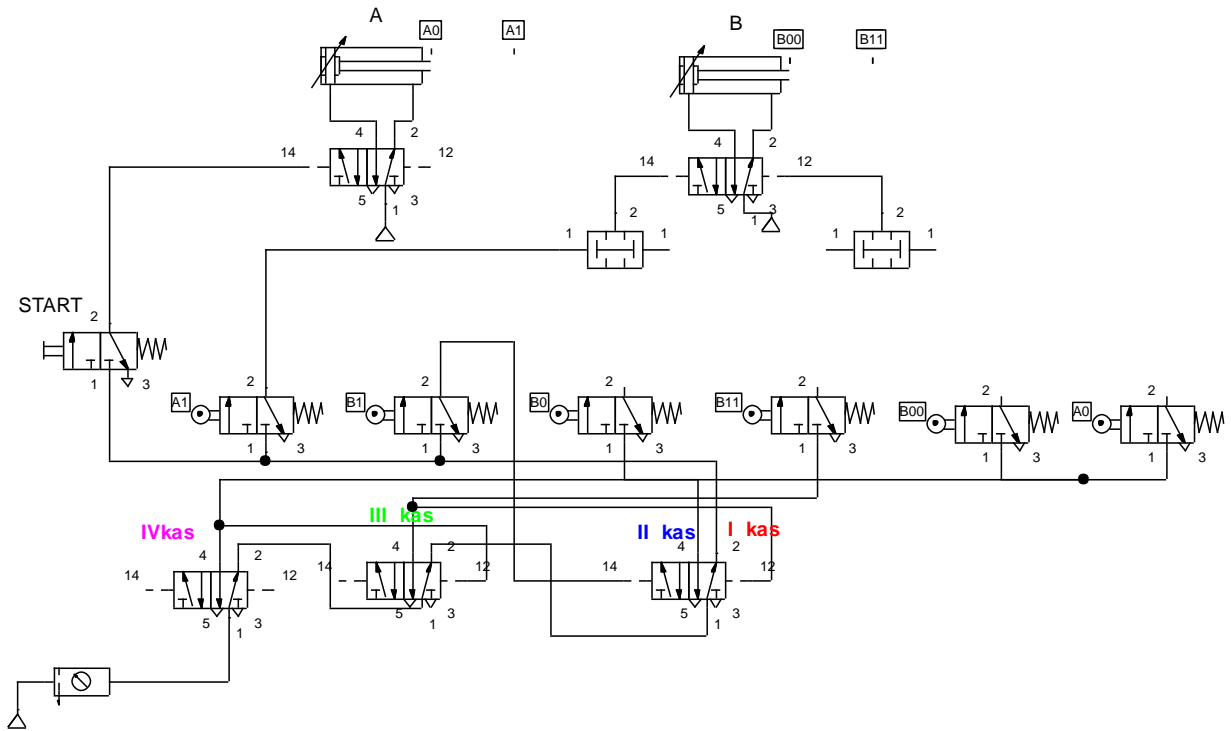 A A0 A1 B B00 B11
4 2 4 2
14 12 14 12
5 3 5 3
1 1
2 2
1 1 1 1
START
2
1 3
A1 2 B1 2 B0 2 B11 2 B00 2 A0 2
1 3 1 3 1 3 1 3 1 3 1 3
IVkas III kas II kas I kas
4 2 4 2 4 2
14 12 14 12 14 12
5 3 5 3 5 3
1 1 1